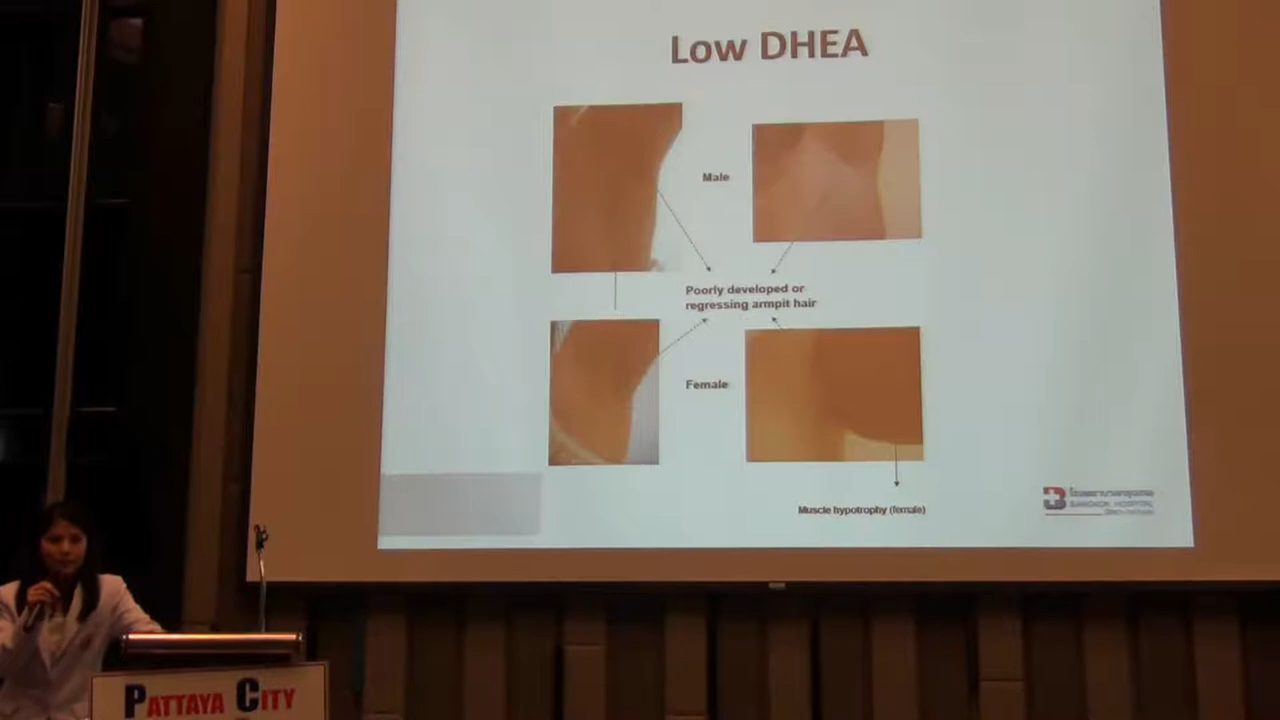 Low DHEA
Male
Poorly developed or
regressing armpit hair
Female
Muscle hypotrophy (female)
BANGKOK HOSPITAL
PATTAYA CITY